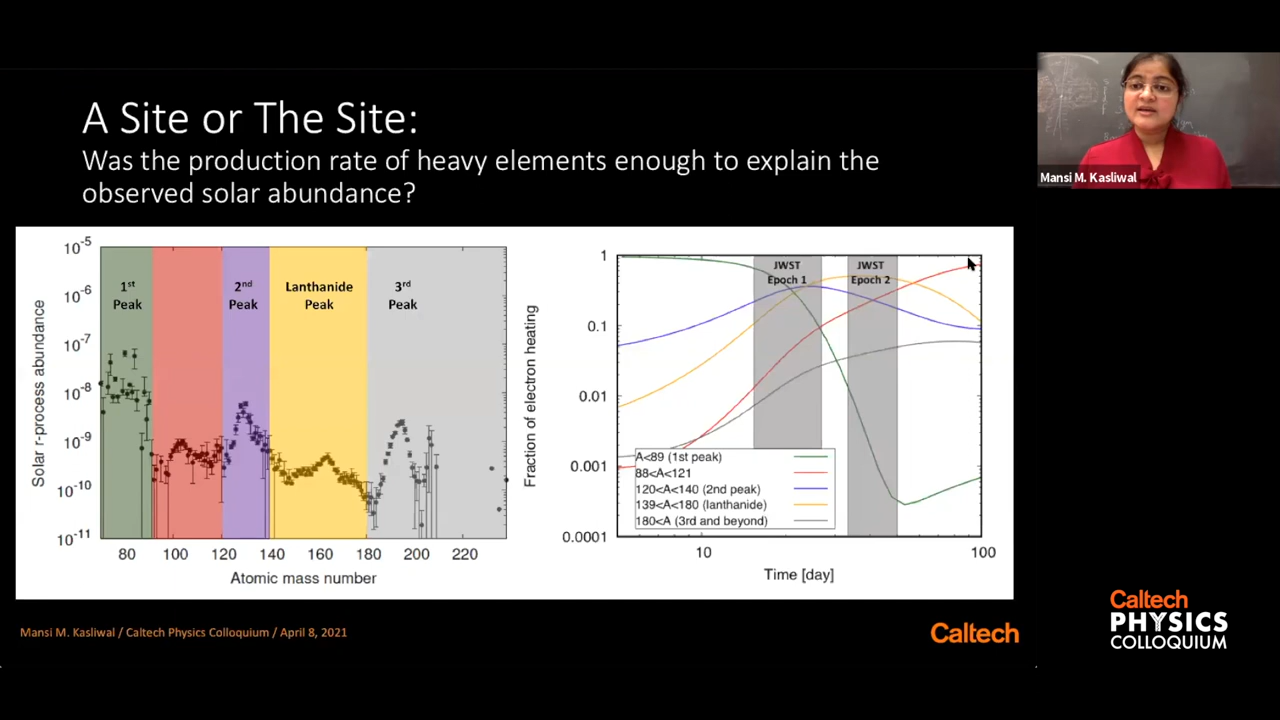 A Site or The Site:
Was the production rate of heavy elements enough to explain the
observed solar abundance?
Mansi M. Kasliwal
Solar r-process abundance
10-5
10-6
10-7
10-8
10-9
10-10
10-11
1st
Peak
2nd
Peak
Lanthanide
Peak
3rd
Peak
80 100 120 140 160 180 200 220
Atomic mass number
Fraction of electron heating
1
0.1
0.01
0.001
0.0001
JWST
Epoch 1
JWST
Epoch 2
A<89 (1st peak)
88<A<121
120<A<140 (2nd peak)
139<A<180 (lanthanide)
180<A (3rd and beyond)
10 100
Time [day]
Mansi M. Kasliwal / Caltech Physics Colloquium / April 8, 2021
Caltech
Caltech
PHYSICS
COLLOQUIUM